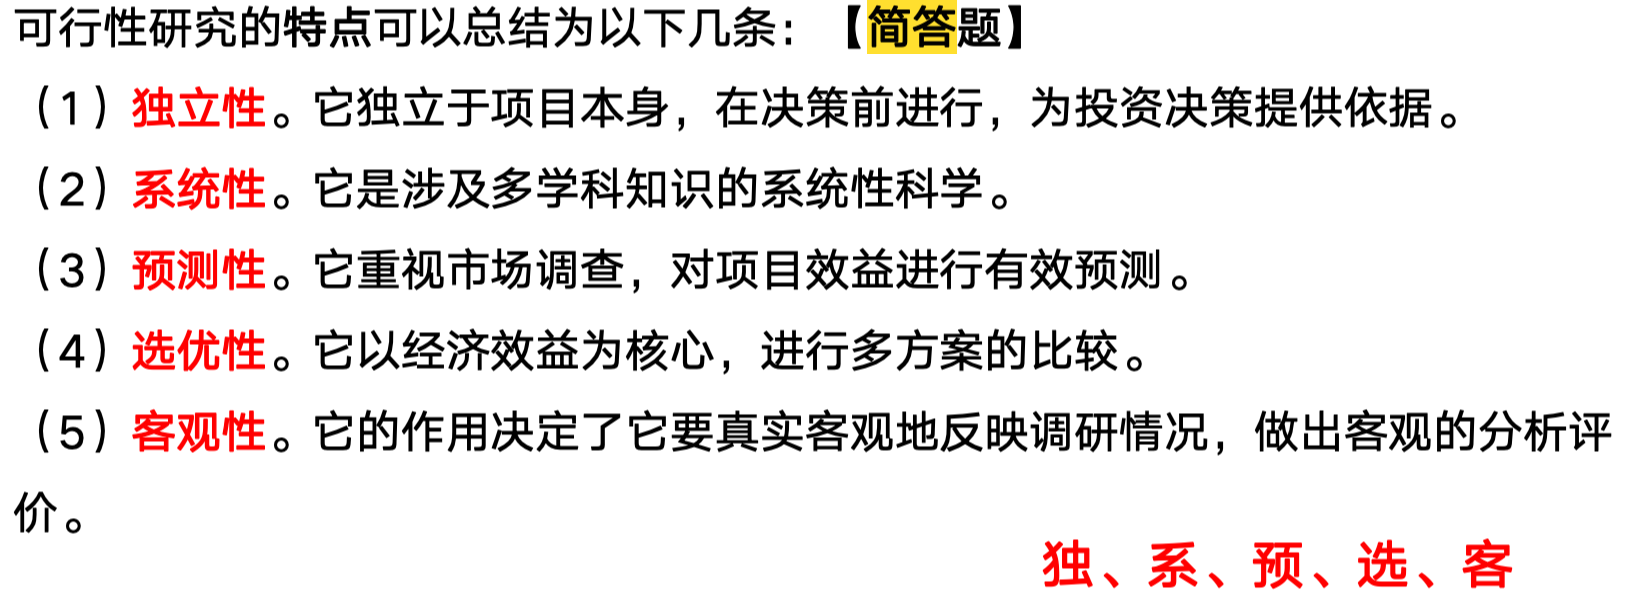 可行性研究的特点可以总结为以下几条：【简答题】
（1）独立性。它独立于项目本身，在决策前进行，为投资决策提供依据。
（2）系统性。它是涉及多学科知识的系统性科学。
（3）预测性。它重视市场调查，对项目效益进行有效预测。
（4）选优性。它以经济效益为核心，进行多方案的比较。
（5）客观性。它的作用决定了它要真实客观地反映调研情况，做出客观的分析评
价。
独、系、预、选、客